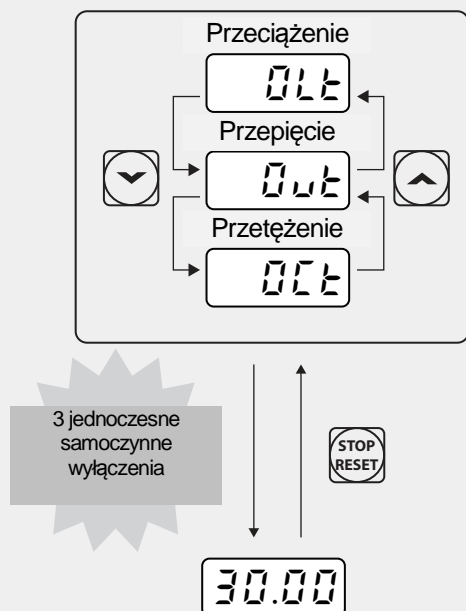 Przeciążenie
OLt
Przepięcie
Out
Przetężenie
OCt
3 jednoczesne
samoczynne
wyłączenia
STOP
RESET
30.00